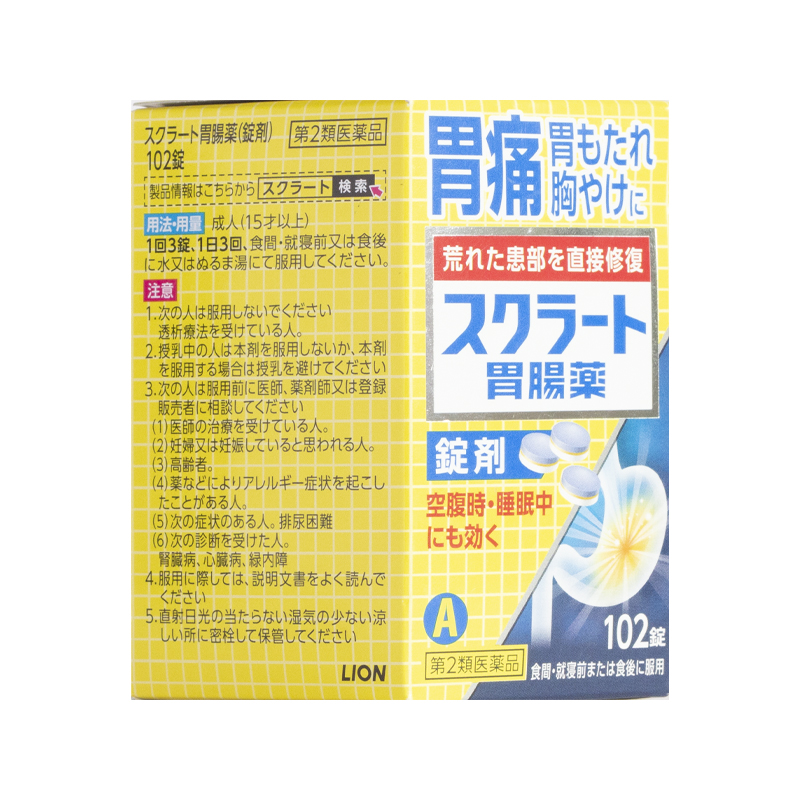 スクラート胃腸薬(錠剤) 第2類医薬品
102錠
製品情報はこちらから スクラート 検索
用法・用量 成人(15才以上)
1回3錠、1日3回、食間・就寝前又は食後
に水又はぬるま湯にて服用してください。
注意
1.次の人は服用しないでください
透析療法を受けている人。
2.授乳中の人は本剤を服用しないか、本剤
を服用する場合は授乳を避けてください
3.次の人は服用前に医師、薬剤師又は登録
販売者に相談してください
(1)医師の治療を受けている人。
(2)妊婦又は妊娠していると思われる人。
(3)高齢者。
(4)薬などによりアレルギー症状を起こし
たことがある人。
(5)次の症状のある人。排尿困難
(6)次の診断を受けた人。
腎臓病、心臓病、緑内障
4.服用に際しては、説明文書をよく読んで
ください
5.直射日光の当たらない湿気の少ない涼
しい所に密栓して保管してください
LION
胃痛 胃もたれ
胸やけに
荒れた患部を直接修復
スクラート
胃腸薬
錠剤
空腹時・睡眠中
にも効く
A
第2類医薬品
102錠
食間・就寝前または食後に服用